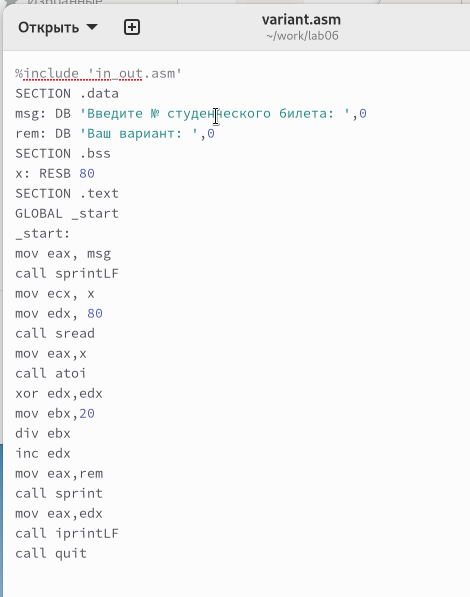 Избранные
Открыть
variant.asm
~/work/lab06
%include 'in_out.asm'
SECTION .data
msg: DB 'Введите № студенческого билета: ',0
rem: DB 'Ваш вариант: ',0
SECTION .bss
x: RESB 80
SECTION .text
GLOBAL _start
_start:
mov eax, msg
call sprintLF
mov ecx, x
mov edx, 80
call sread
mov eax,x
call atoi
xor edx,edx
mov ebx,20
div ebx
inc edx
mov eax,rem
call sprint
mov eax,edx
call iprintLF
call quit